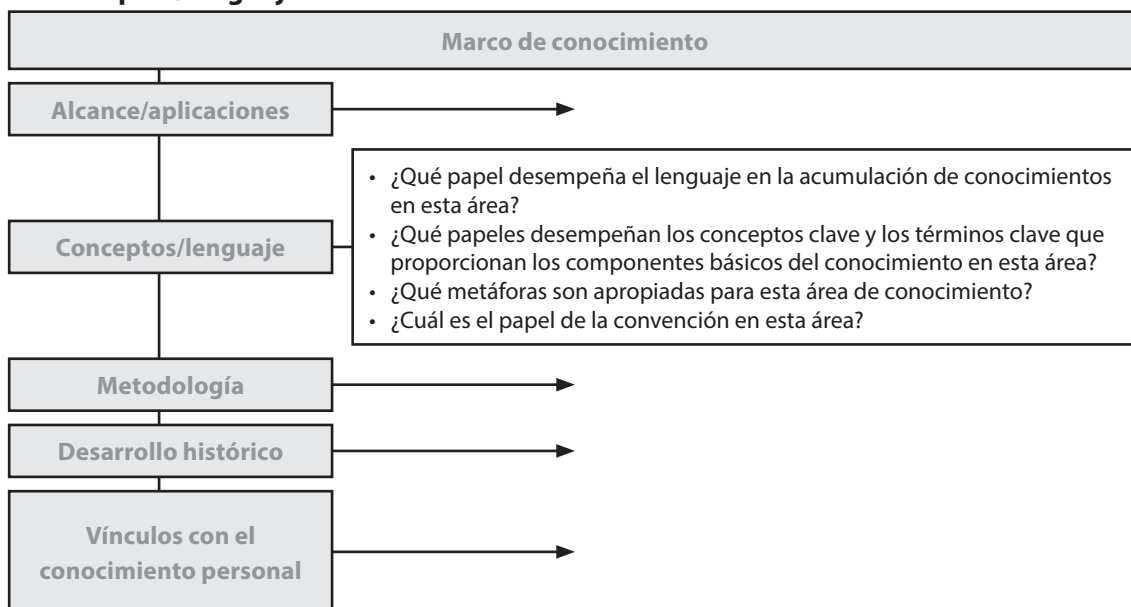 Marco de conocimiento
Alcance/aplicaciones
Conceptos/lenguaje
• ¿Qué papel desempeña el lenguaje en la acumulación de conocimientos
en esta área?
• ¿Qué papeles desempeñan los conceptos clave y los términos clave que
proporcionan los componentes básicos del conocimiento en esta área?
• ¿Qué metáforas son apropiadas para esta área de conocimiento?
• ¿Cuál es el papel de la convención en esta área?
Metodología
Desarrollo histórico
Vínculos con el
conocimiento personal